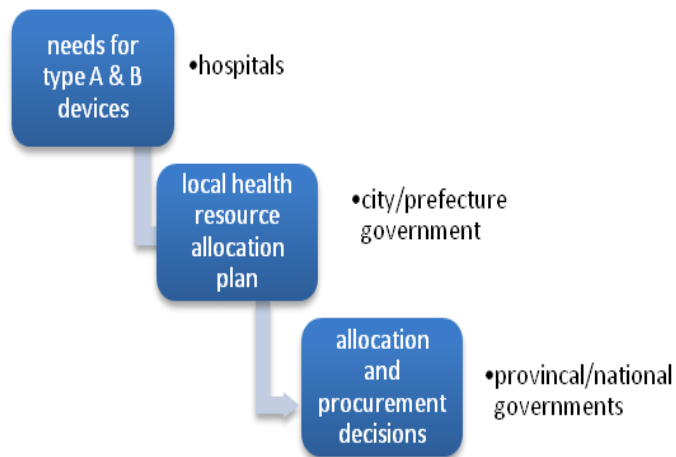 needs for
type A & B
devices
•hospitals
local health
resource
allocation
plan
•city/prefecture
government
allocation
and
procurement
decisions
•provincal/national
governments